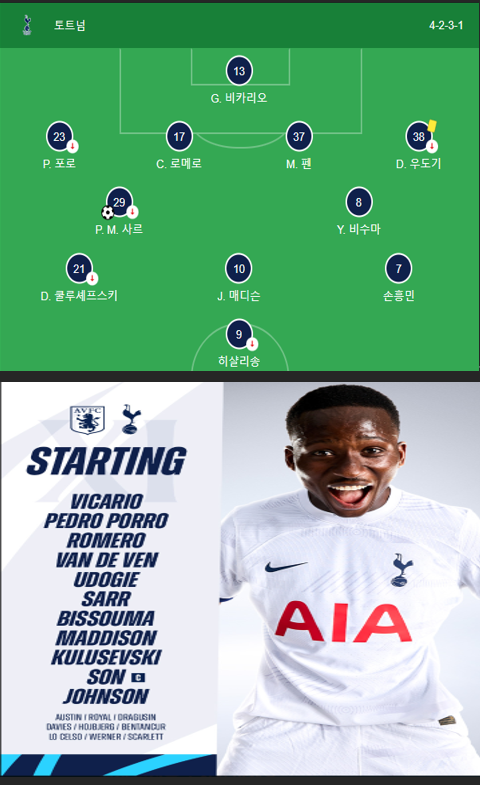 토트넘
4-2-3-1
13
G. 비카리오
23
17
37
38
P. 포로
C. 로메로
M. 펜
D. 우도기
29
8
P. M. 사르
Y. 비수마
21
10
7
D. 쿨루셰프스키
J. 매디슨
손흥민
9
히샬리송
AVFC
STARTING
VICARIO
PEDRO PORRO
ROMERO
VAN DE VEN
UDOGIE
SARR
BISSOUMA
MADDISON
KULUSEVSKI
SON C
JOHNSON
AUSTIN / ROYAL / DRAGUSIN
DAVIES / HOJBJERG / BENTANCUR
LO CELSO / WERNER / SCARLETT
AIA